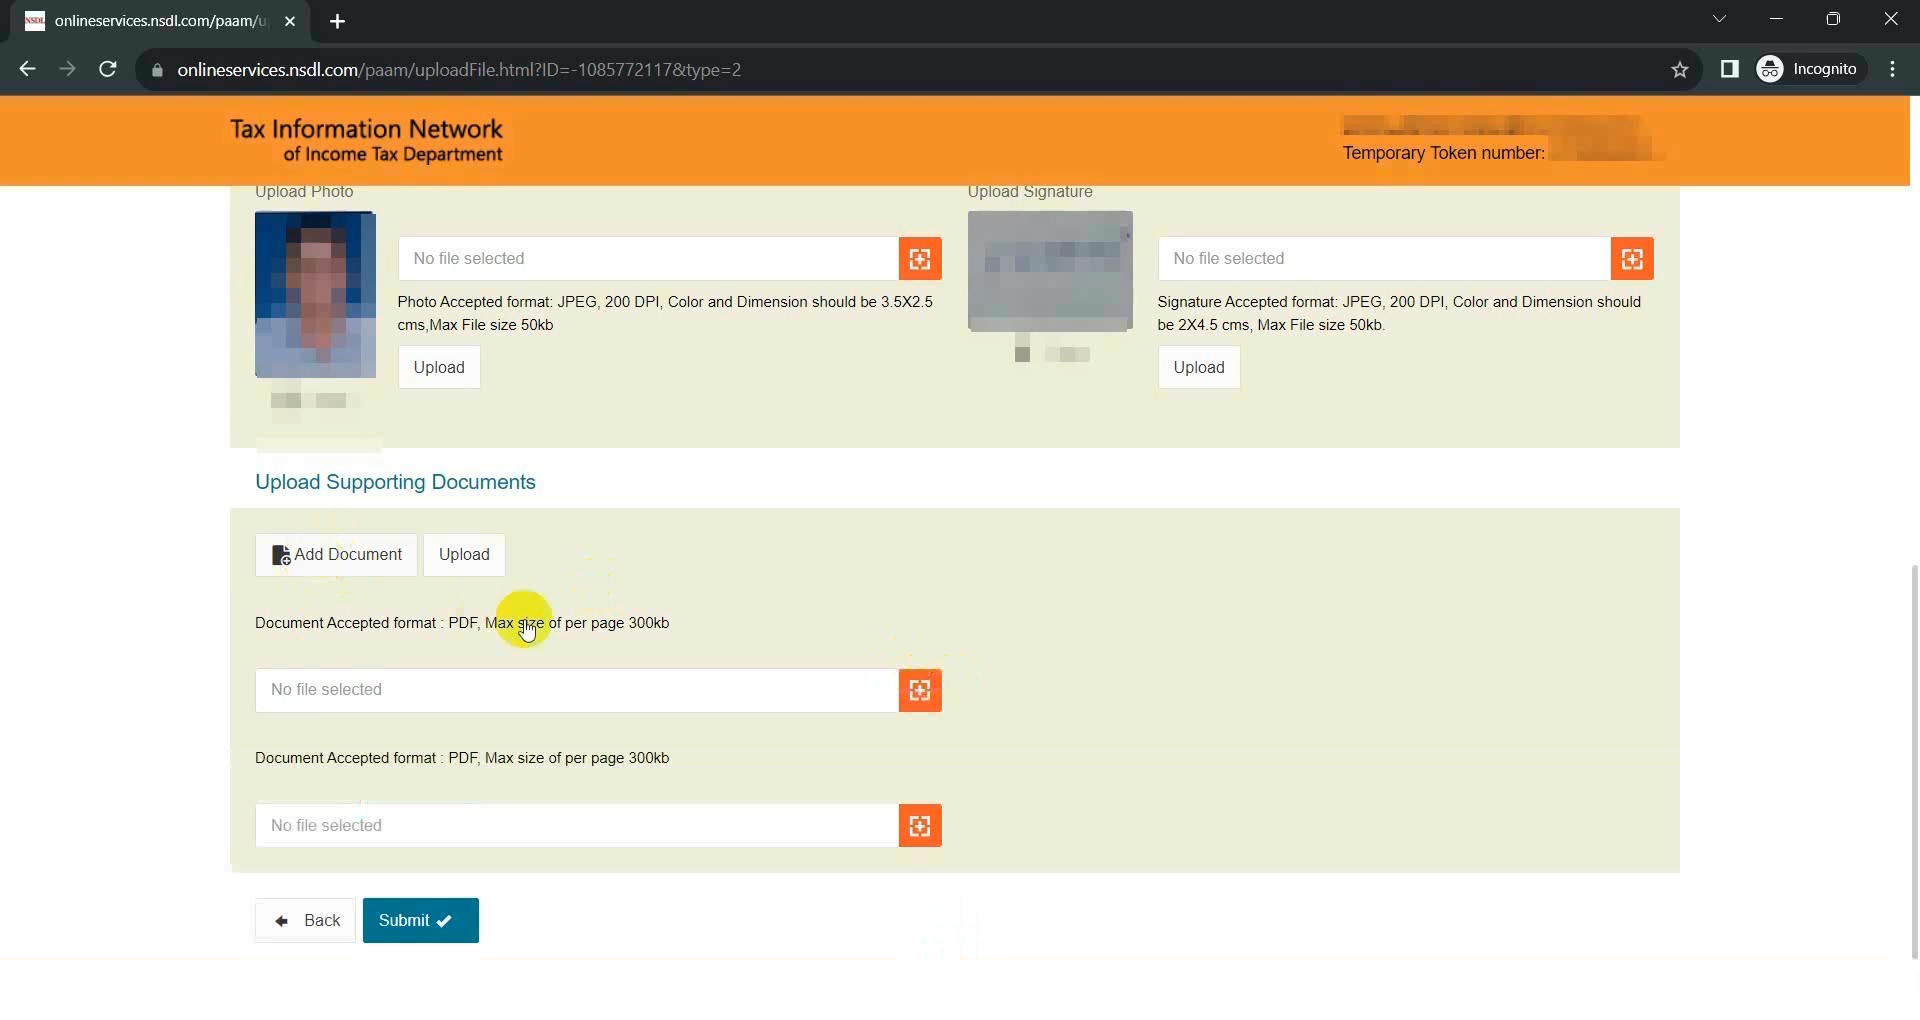 NSDL onlineservices.nsdl.com/paam/u
onlineservices.nsdl.com/paam/uploadFile.html?ID=-1085772117&type=2
Incognito
Tax Information Network
of Income Tax Department
Temporary Token number:
Upload Photo
Upload Signature
No file selected
No file selected
Photo Accepted format: JPEG, 200 DPI, Color and Dimension should be 3.5X2.5
cms,Max File size 50kb
Signature Accepted format: JPEG, 200 DPI, Color and Dimension should
be 2X4.5 cms, Max File size 50kb.
Upload
Upload
Upload Supporting Documents
Add Document
Upload
Document Accepted format : PDF, Max size of per page 300kb
No file selected
Document Accepted format : PDF, Max size of per page 300kb
No file selected
Back
Submit